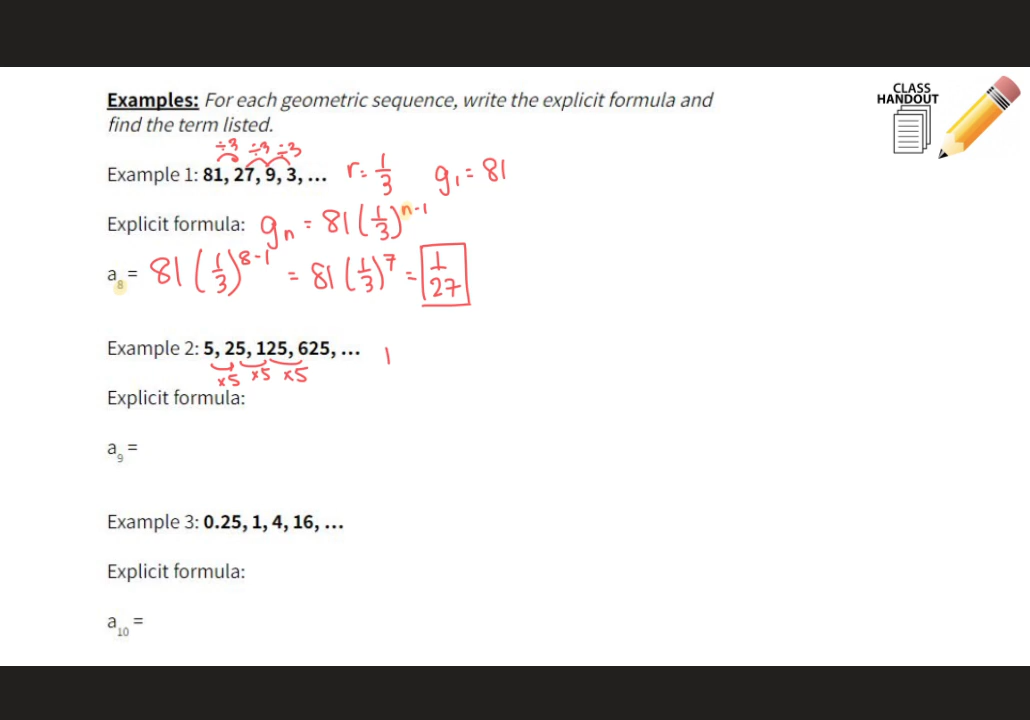 Examples: For each geometric sequence, write the explicit formula and
find the term listed.
CLASS
HANDOUT
÷3 ÷3 ÷3
Example 1: 81, 27, 9, 3, ... r = 1/3 g₁ = 81
Explicit formula: gₙ = 81(1/3)ⁿ⁻¹
a₈ = 81(1/3)⁸⁻¹ = 81(1/3)⁷ = 1/27
Example 2: 5, 25, 125, 625, ...
×5 ×5 ×5
Explicit formula:
a₉ =
Example 3: 0.25, 1, 4, 16, ...
Explicit formula:
a₁₀ =